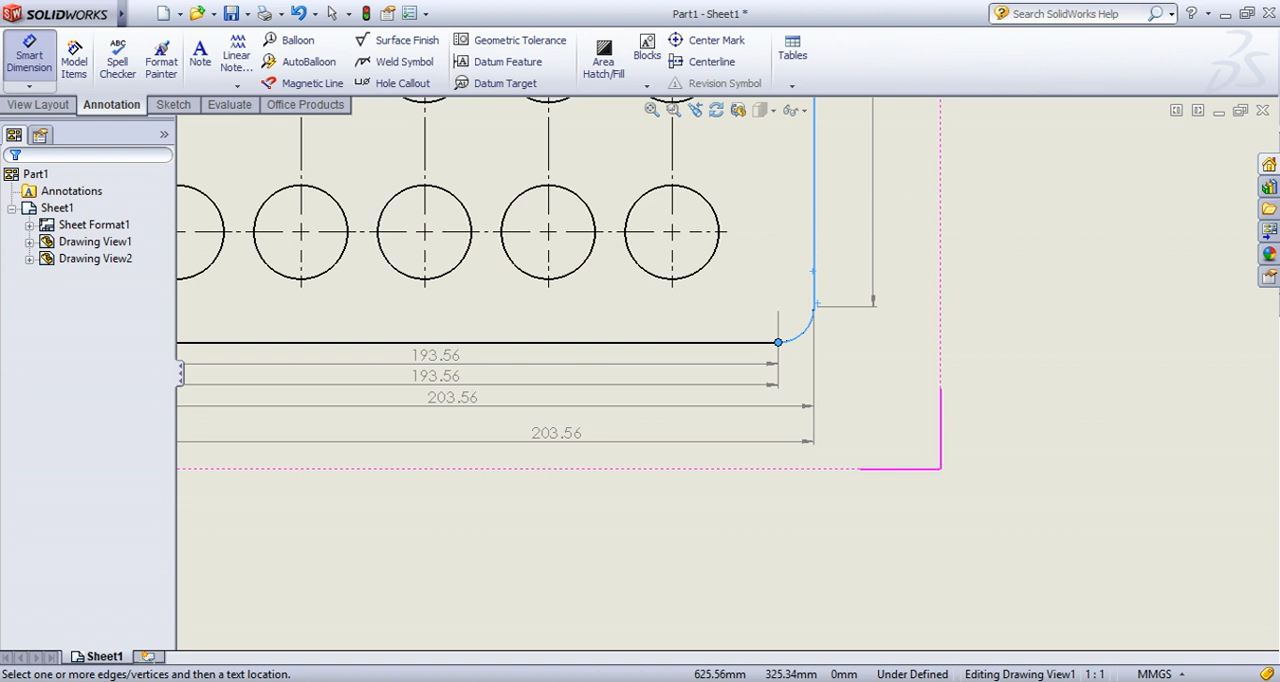 SOLIDWORKS
Part1 - Sheet1 *
Search SolidWorks Help
Smart Dimension
Model Items
Spell Checker
Format Painter
Note
Linear Note...
Balloon
AutoBalloon
Magnetic Line
Surface Finish
Weld Symbol
Hole Callout
Geometric Tolerance
Datum Feature
Datum Target
Area Hatch/Fill
Blocks
Center Mark
Centerline
Revision Symbol
Tables
View Layout
Annotation
Sketch
Evaluate
Office Products
Part1
Annotations
Sheet1
Sheet Format1
Drawing View1
Drawing View2
193.56
193.56
203.56
203.56
Sheet1
Select one or more edges/vertices and then a text location.
625.56mm
325.34mm
0mm
Under Defined
Editing Drawing View1
1 : 1
MMGS